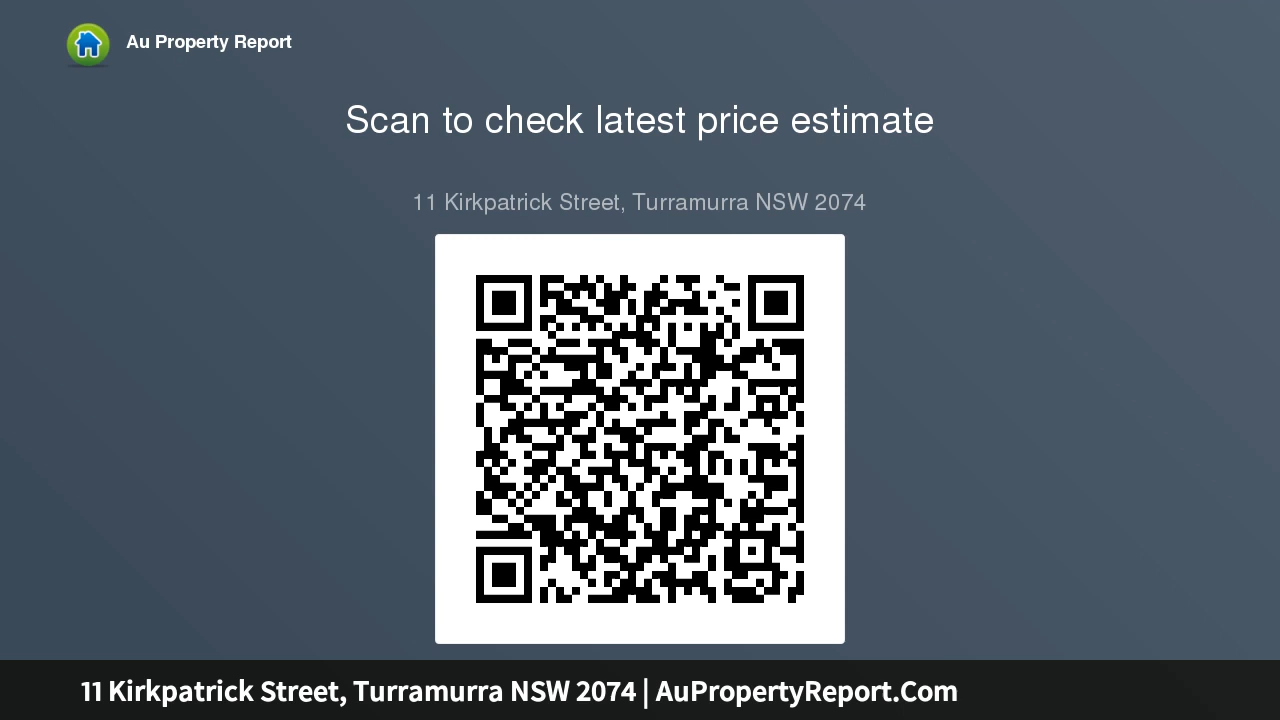 Au Property Report
Scan to check latest price estimate
11 Kirkpatrick Street, Turramurra NSW 2074
11 Kirkpatrick Street, Turramurra NSW 2074 | AuPropertyReport.Com